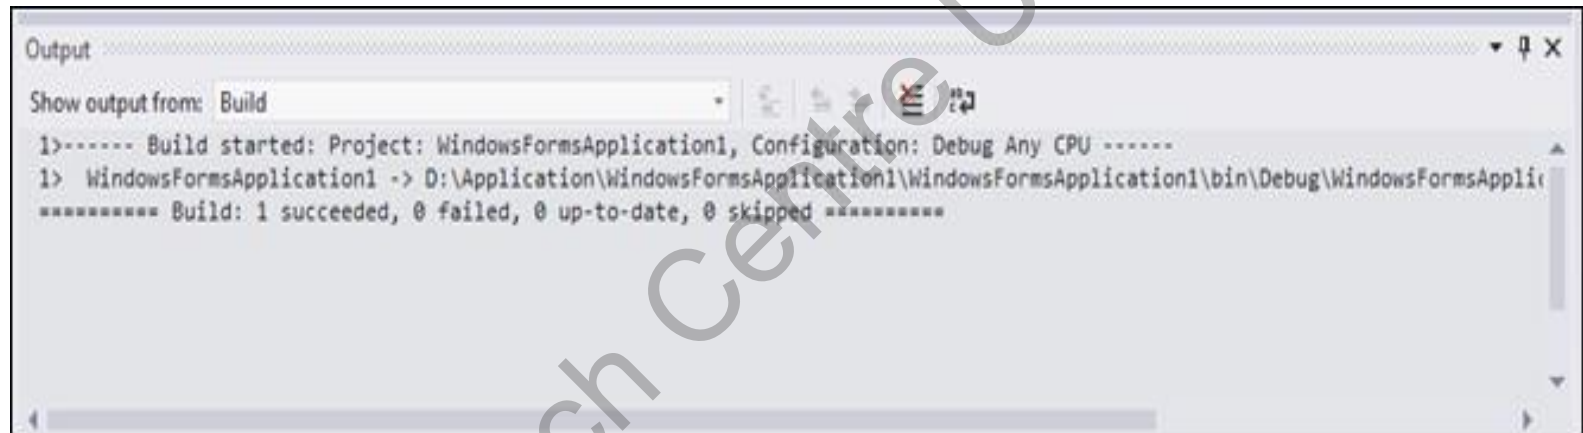 Output
Show output from: Build
1>------ Build started: Project: WindowsFormsApplication1, Configuration: Debug Any CPU ------
1> WindowsFormsApplication1 -> D:\Application\WindowsFormsApplication1\WindowsFormsApplication1\bin\Debug\WindowsFormsApplic
========== Build: 1 succeeded, 0 failed, 0 up-to-date, 0 skipped ==========
ch Centre